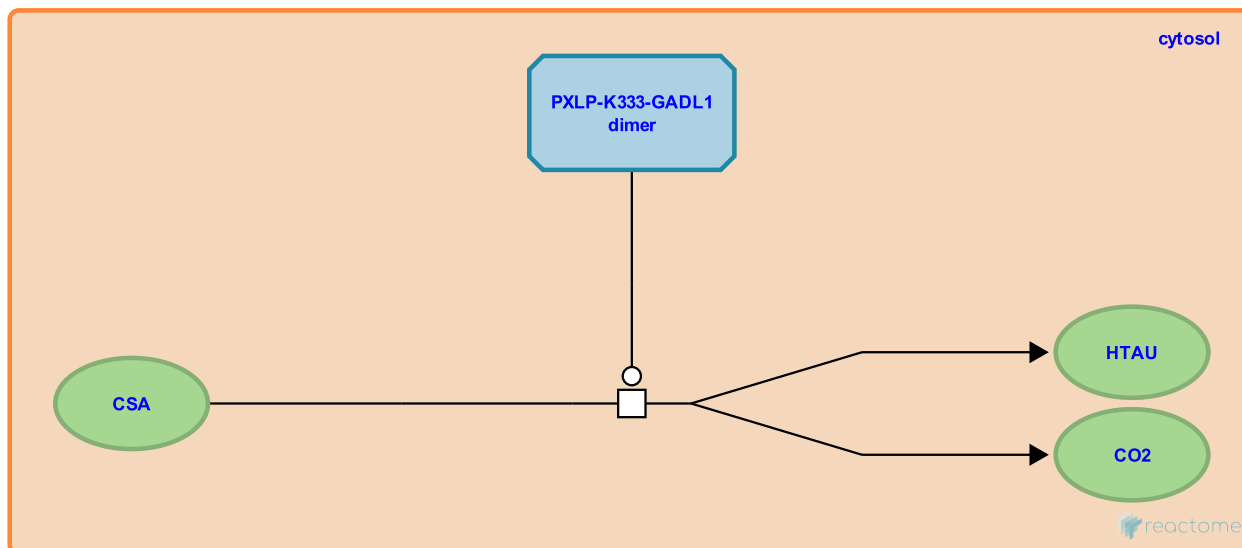 cytosol
PXLP-K333-GADL1
dimer
HTAU
CSA
CO2
reactome